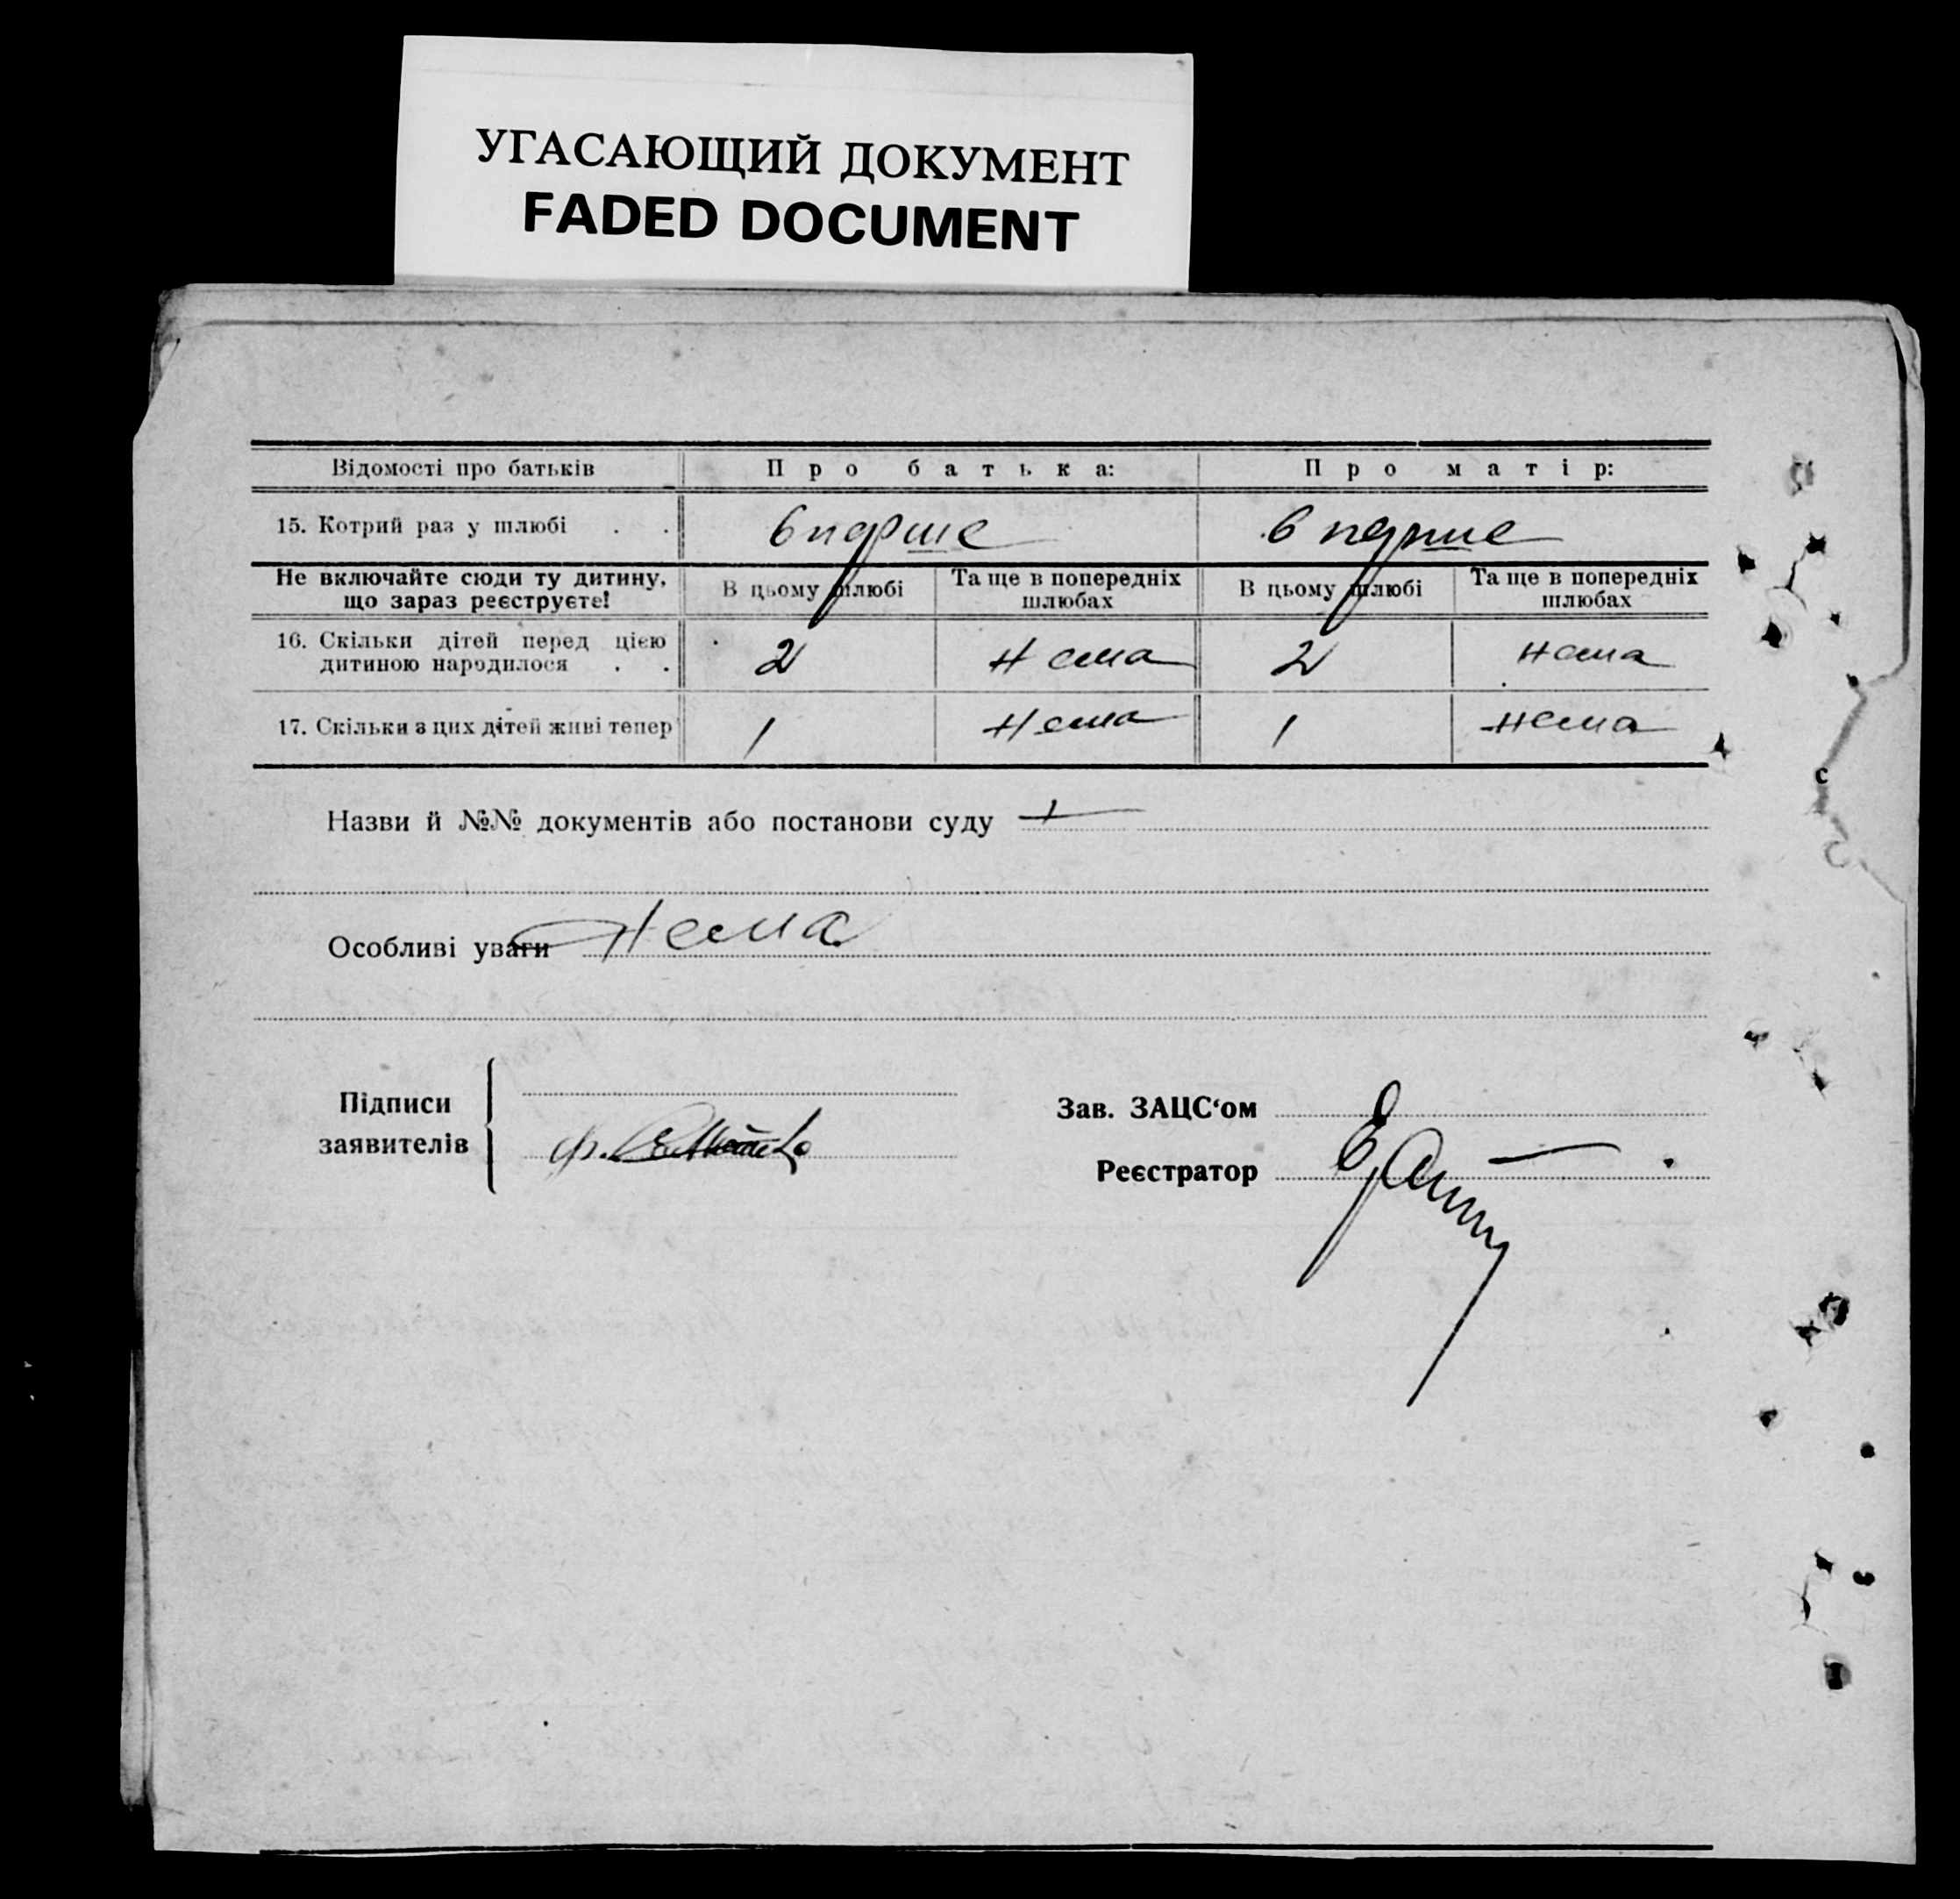 УГАСАЮЩИЙ ДОКУМЕНТ
FADED DOCUMENT
Відомості про батьків Про батька: Про матір:
15. Котрий раз у шлюбі . . вперше вперше
Не включайте сюди ту дитину, що зараз реєструєте! В цьому шлюбі Та ще в попередніх шлюбах В цьому шлюбі Та ще в попередніх шлюбах
16. Скільки дітей перед цією дитиною народилося . . 2 нема 2 нема
17. Скільки з цих дітей живі тепер 1 нема 1 нема
Назви й №№ документів або постанови суду
Особливі уваги Нема
Підписи заявителів
Зав. ЗАЦС‘ом
Реєстратор